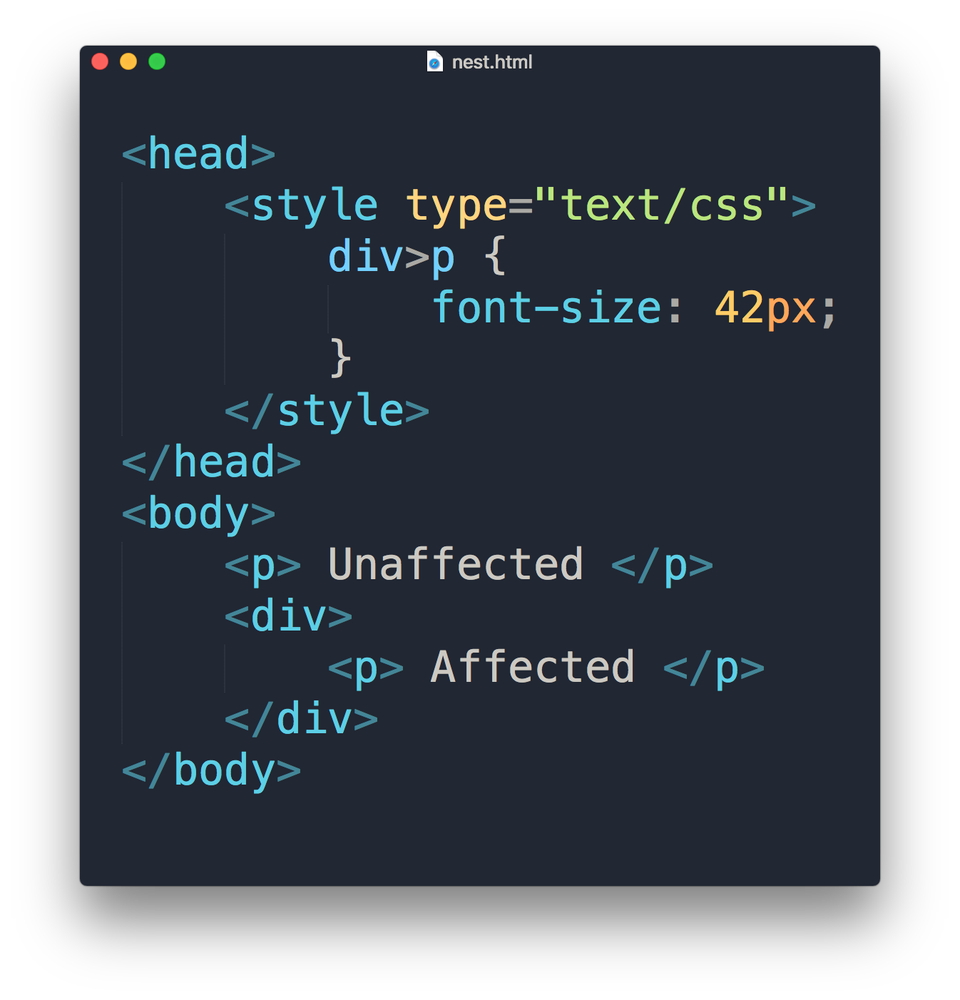 nest.html
<head>
    <style type="text/css">
        div>p {
            font-size: 42px;
        }
    </style>
</head>
<body>
    <p> Unaffected </p>
    <div>
        <p> Affected </p>
    </div>
</body>